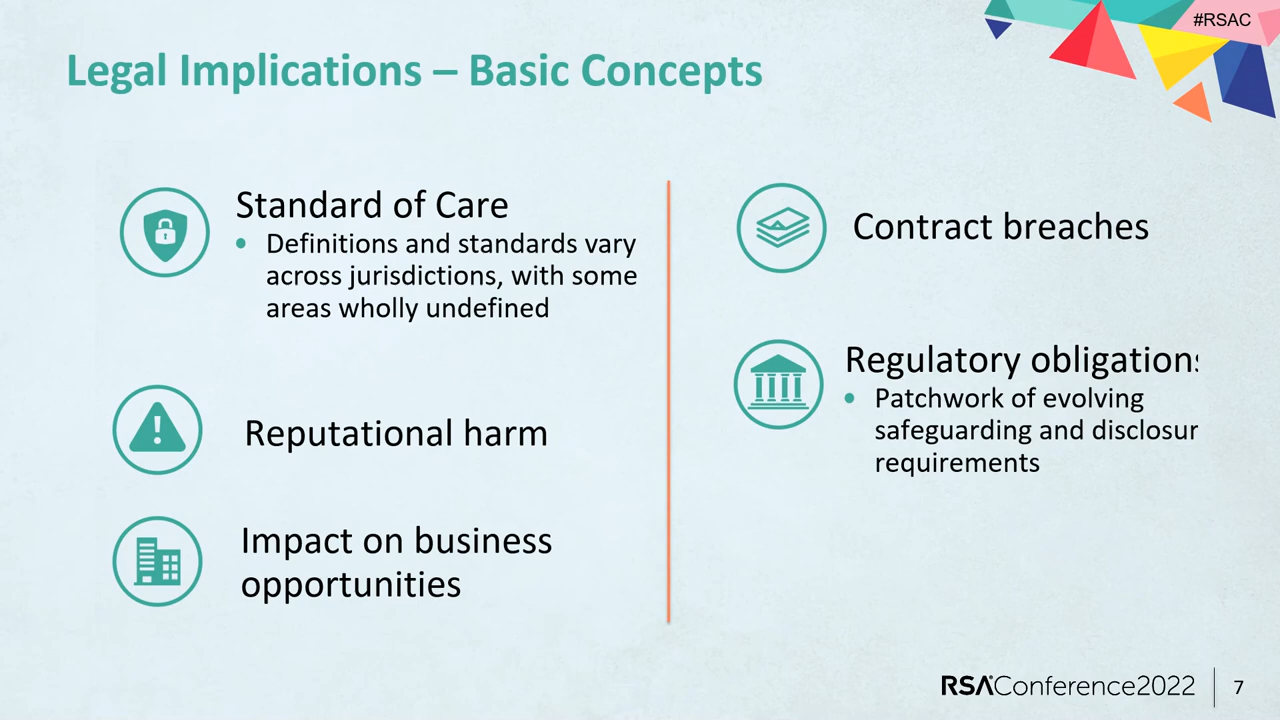 #RSAC
Legal Implications – Basic Concepts
Standard of Care
• Definitions and standards vary
across jurisdictions, with some
areas wholly undefined
Reputational harm
Impact on business
opportunities
Contract breaches
Regulatory obligations
• Patchwork of evolving
safeguarding and disclosur
requirements
RSAConference2022
7